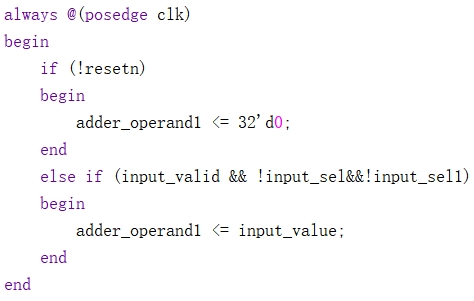 always @(posedge clk)
begin
    if (!resetn)
    begin
        adder_operand1 <= 32'd0;
    end
    else if (input_valid && !input_sel&&!input_sel1)
    begin
        adder_operand1 <= input_value;
    end
end